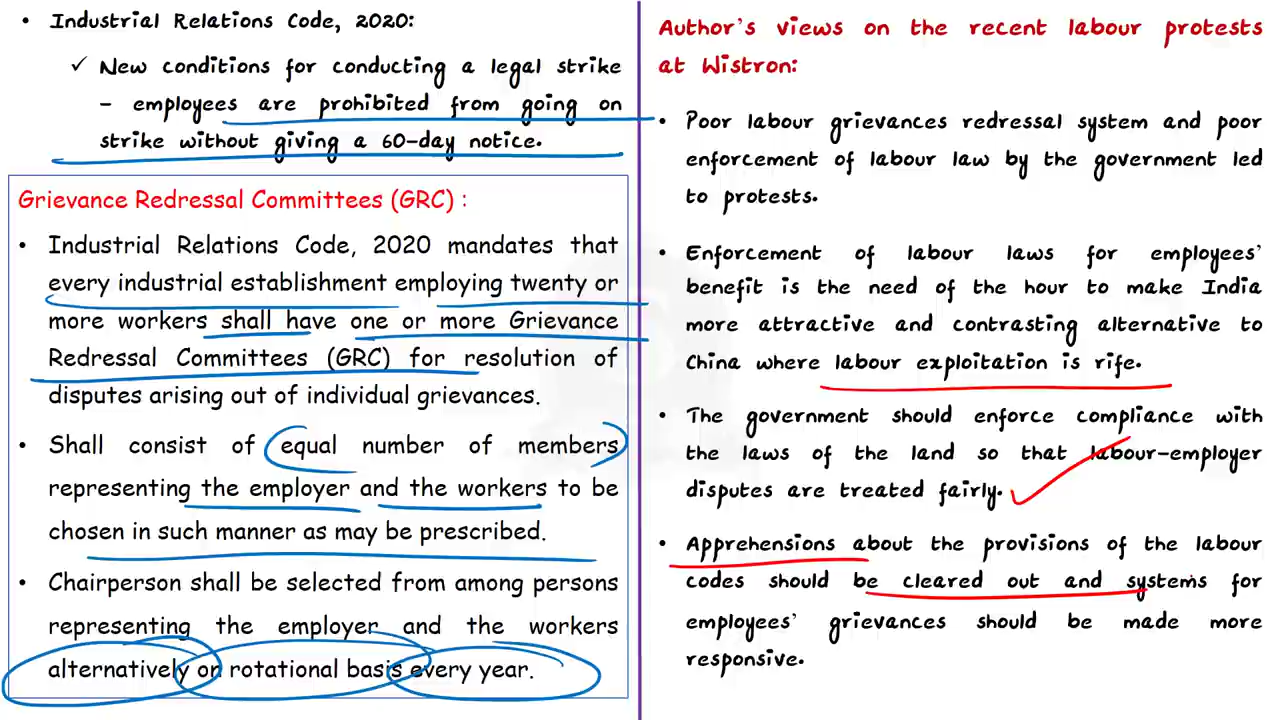 • Industrial Relations Code, 2020:
✓ New conditions for conducting a legal strike
– employees are prohibited from going on
strike without giving a 60-day notice.
Grievance Redressal Committees (GRC) :
• Industrial Relations Code, 2020 mandates that
every industrial establishment employing twenty or
more workers shall have one or more Grievance
Redressal Committees (GRC) for resolution of
disputes arising out of individual grievances.
• Shall consist of equal number of members
representing the employer and the workers to be
chosen in such manner as may be prescribed.
• Chairperson shall be selected from among persons
representing the employer and the workers
alternatively on rotational basis every year.
Author's views on the recent labour protests
at Wistron:
• Poor labour grievances redressal system and poor
enforcement of labour law by the government led
to protests.
• Enforcement of labour laws for employees'
benefit is the need of the hour to make India
more attractive and contrasting alternative to
China where labour exploitation is rife.
• The government should enforce compliance with
the laws of the land so that labour-employer
disputes are treated fairly.
• Apprehensions about the provisions of the labour
codes should be cleared out and systems for
employees' grievances should be made more
responsive.